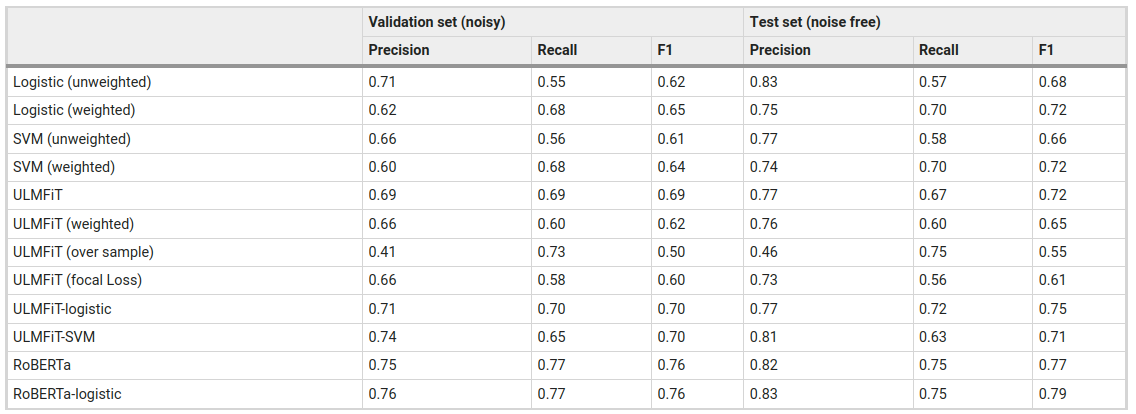 Validation set (noisy) Test set (noise free)
Precision Recall F1 Precision Recall F1
Logistic (unweighted) 0.71 0.55 0.62 0.83 0.57 0.68
Logistic (weighted) 0.62 0.68 0.65 0.75 0.70 0.72
SVM (unweighted) 0.66 0.56 0.61 0.77 0.58 0.66
SVM (weighted) 0.60 0.68 0.64 0.74 0.70 0.72
ULMFiT 0.69 0.69 0.69 0.77 0.67 0.72
ULMFiT (weighted) 0.66 0.60 0.62 0.76 0.60 0.65
ULMFiT (over sample) 0.41 0.73 0.50 0.46 0.75 0.55
ULMFiT (focal Loss) 0.66 0.58 0.60 0.73 0.56 0.61
ULMFiT-logistic 0.71 0.70 0.70 0.77 0.72 0.75
ULMFiT-SVM 0.74 0.65 0.70 0.81 0.63 0.71
RoBERTa 0.75 0.77 0.76 0.82 0.75 0.77
RoBERTa-logistic 0.76 0.77 0.76 0.83 0.75 0.79